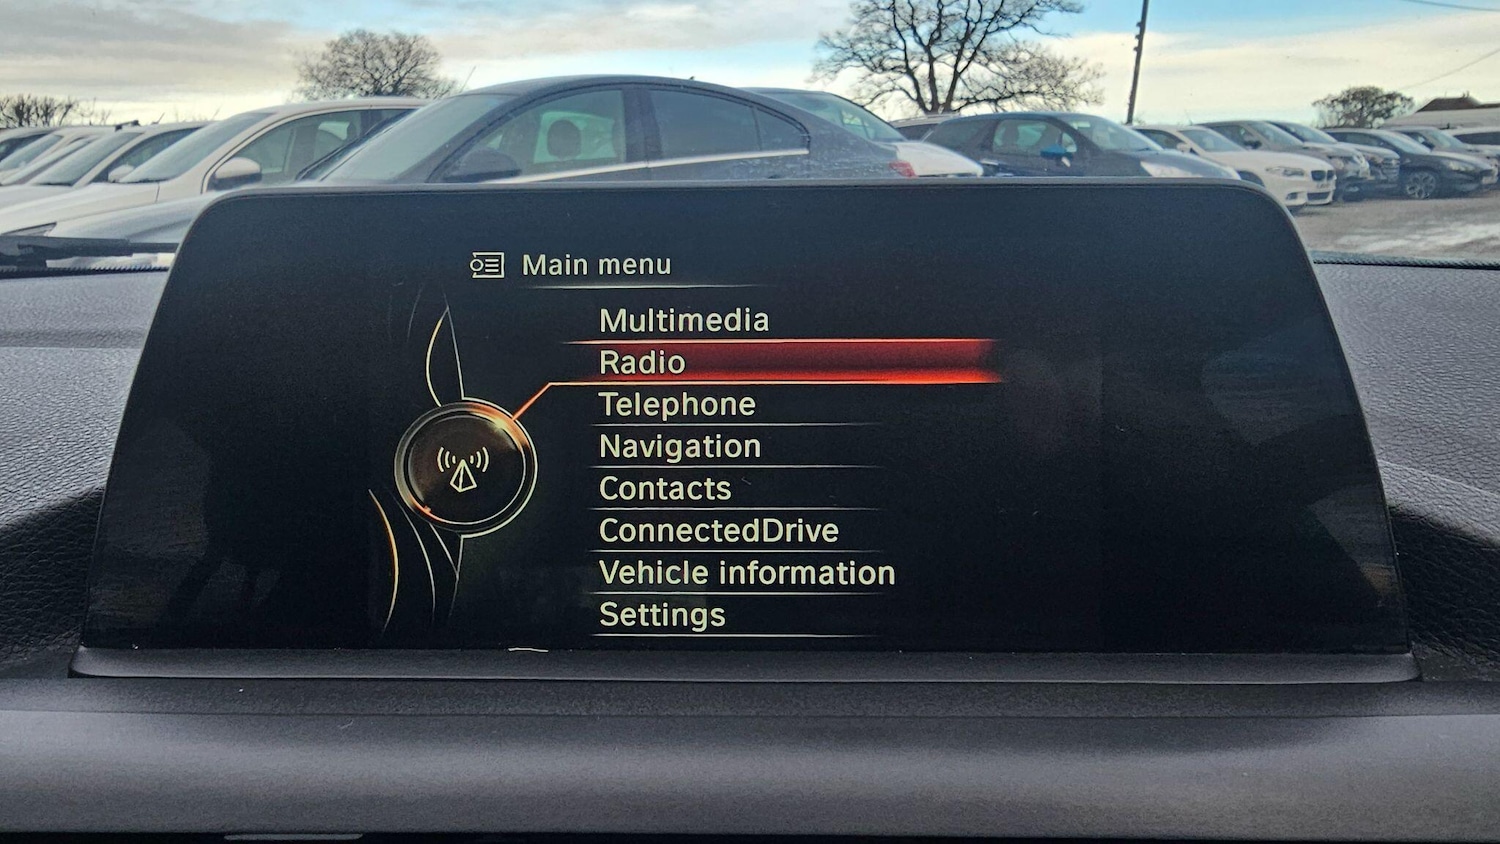 Main menu
Multimedia
Radio
Telephone
Navigation
Contacts
ConnectedDrive
Vehicle information
Settings